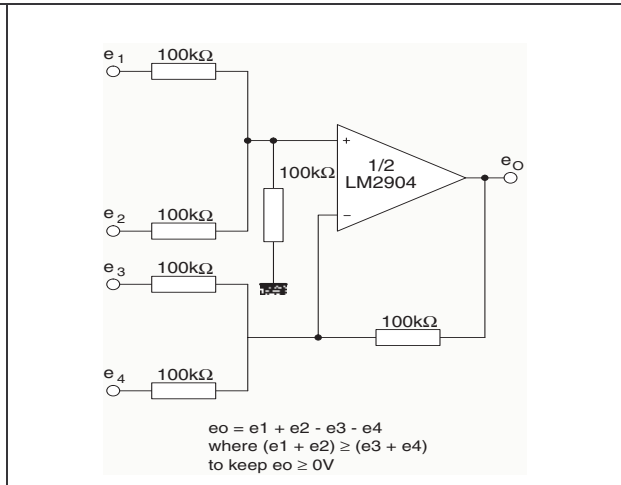 e1
100kΩ
+
1/2
LM2904
eO
100kΩ
e2
100kΩ
–
e3
100kΩ
100kΩ
e4
100kΩ
eo = e1 + e2 - e3 - e4
where (e1 + e2) ≥ (e3 + e4)
to keep eo ≥ 0V